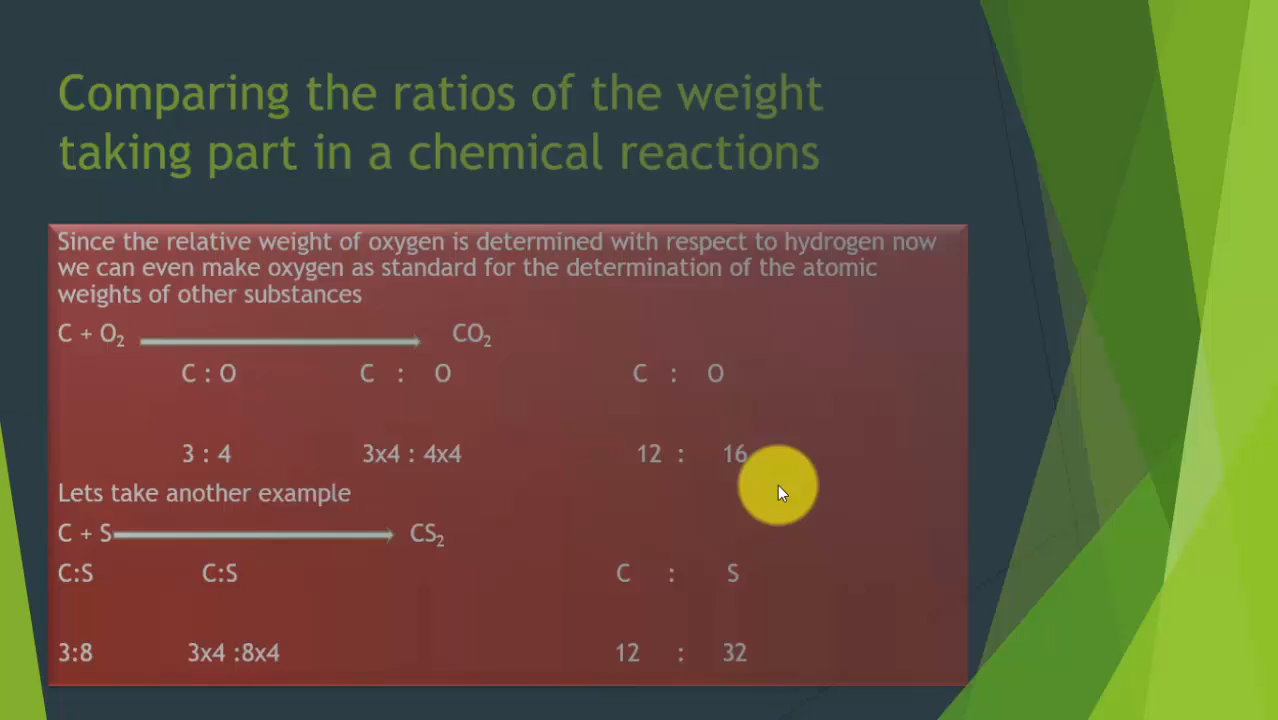 Comparing the ratios of the weight
taking part in a chemical reactions
Since the relative weight of oxygen is determined with respect to hydrogen now
we can even make oxygen as standard for the determination of the atomic
weights of other substances
C + O₂ CO₂
C : O C : O C : O
3 : 4 3x4 : 4x4 12 : 16
Lets take another example
C + S CS₂
C:S C:S C : S
3:8 3x4 :8x4 12 : 32